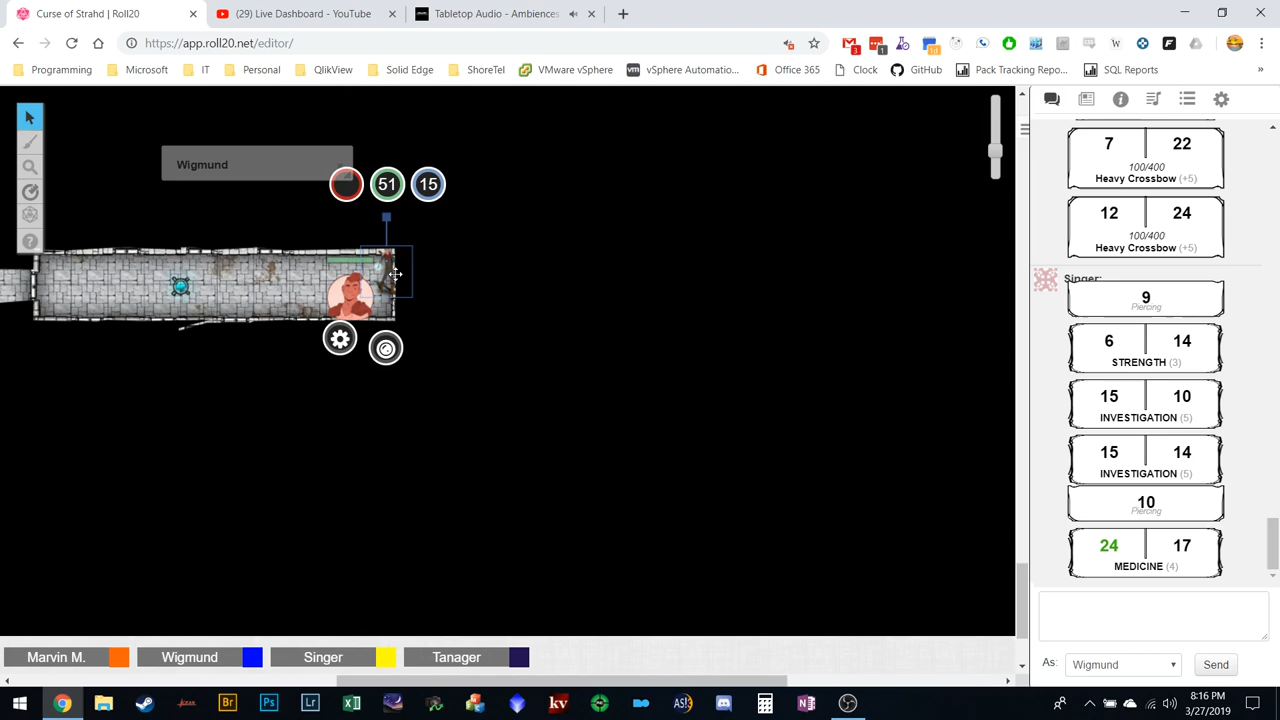 Curse of Strahd | Roll20
(29) Live Dashboard - YouTube
Tabletop Audio - Ambiences
https://app.roll20.net/editor/
Programming
Microsoft
IT
Personal
QlikView
Solid Edge
ShoreTel
VMware vSphere
vSphere Automatio...
Office 365
Clock
GitHub
Pack Tracking Repo...
SQL Reports
Wigmund
51
15
7 22
100/400
Heavy Crossbow (+5)
12 24
100/400
Heavy Crossbow (+5)
Singer:
9
Piercing
6 14
STRENGTH (3)
15 10
INVESTIGATION (5)
15 14
INVESTIGATION (5)
10
Piercing
24 17
MEDICINE (4)
As: Wigmund Send
Marvin M.
Wigmund
Singer
Tanager
8:16 PM
3/27/2019